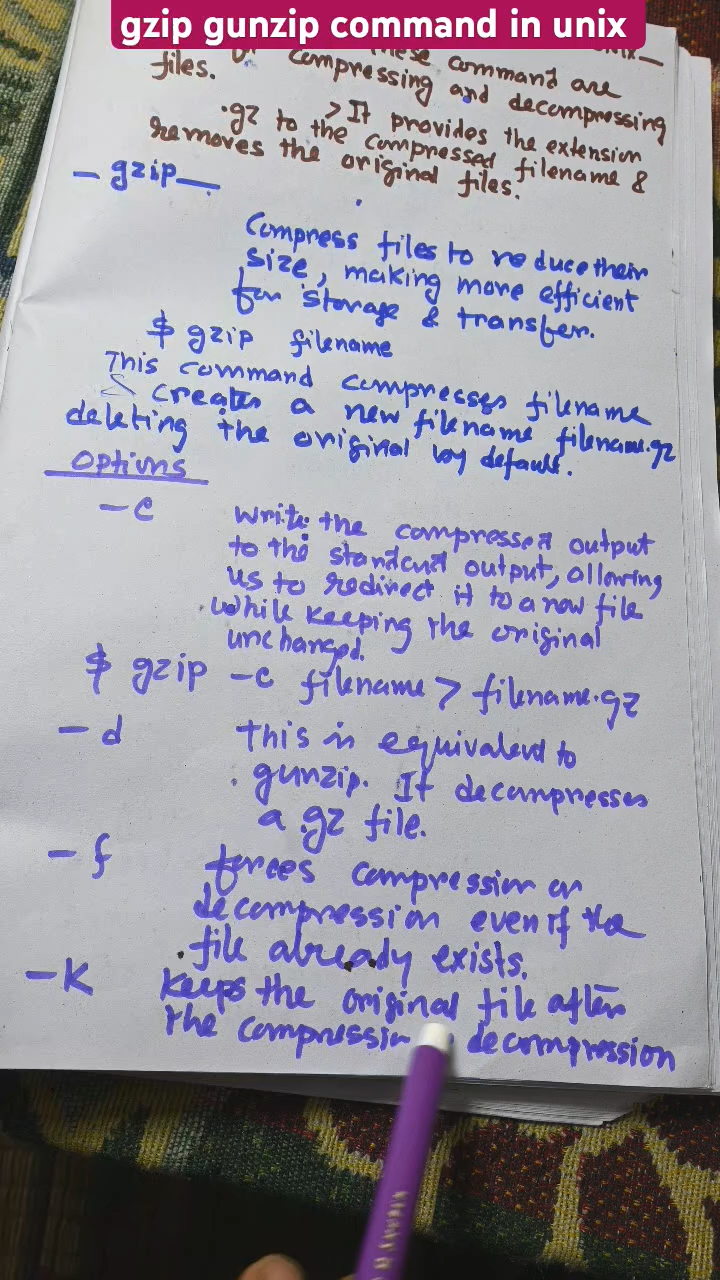 gzip gunzip command in unix
these command are
compressing and decompressing
files.
> It provides the extension
.gz to the compressed filename &
removes the original files.
- gzip -
Compress files to reduce their
size, making more efficient
for storage & transfer.
$ gzip filename
This command compresses filename
& creates a new filename filename.gz
deleting the original by default.
Options
- c
Write the compressed output
to the standard output, allowing
us to redirect it to a new file
while keeping the original
unchanged.
$ gzip -c filename > filename.gz
- d
This is equivalent to
gunzip. It decompresses
a .gz file.
- f
forces compression or
decompression even if the
file already exists.
- K
Keeps the original file after
the compression decompression